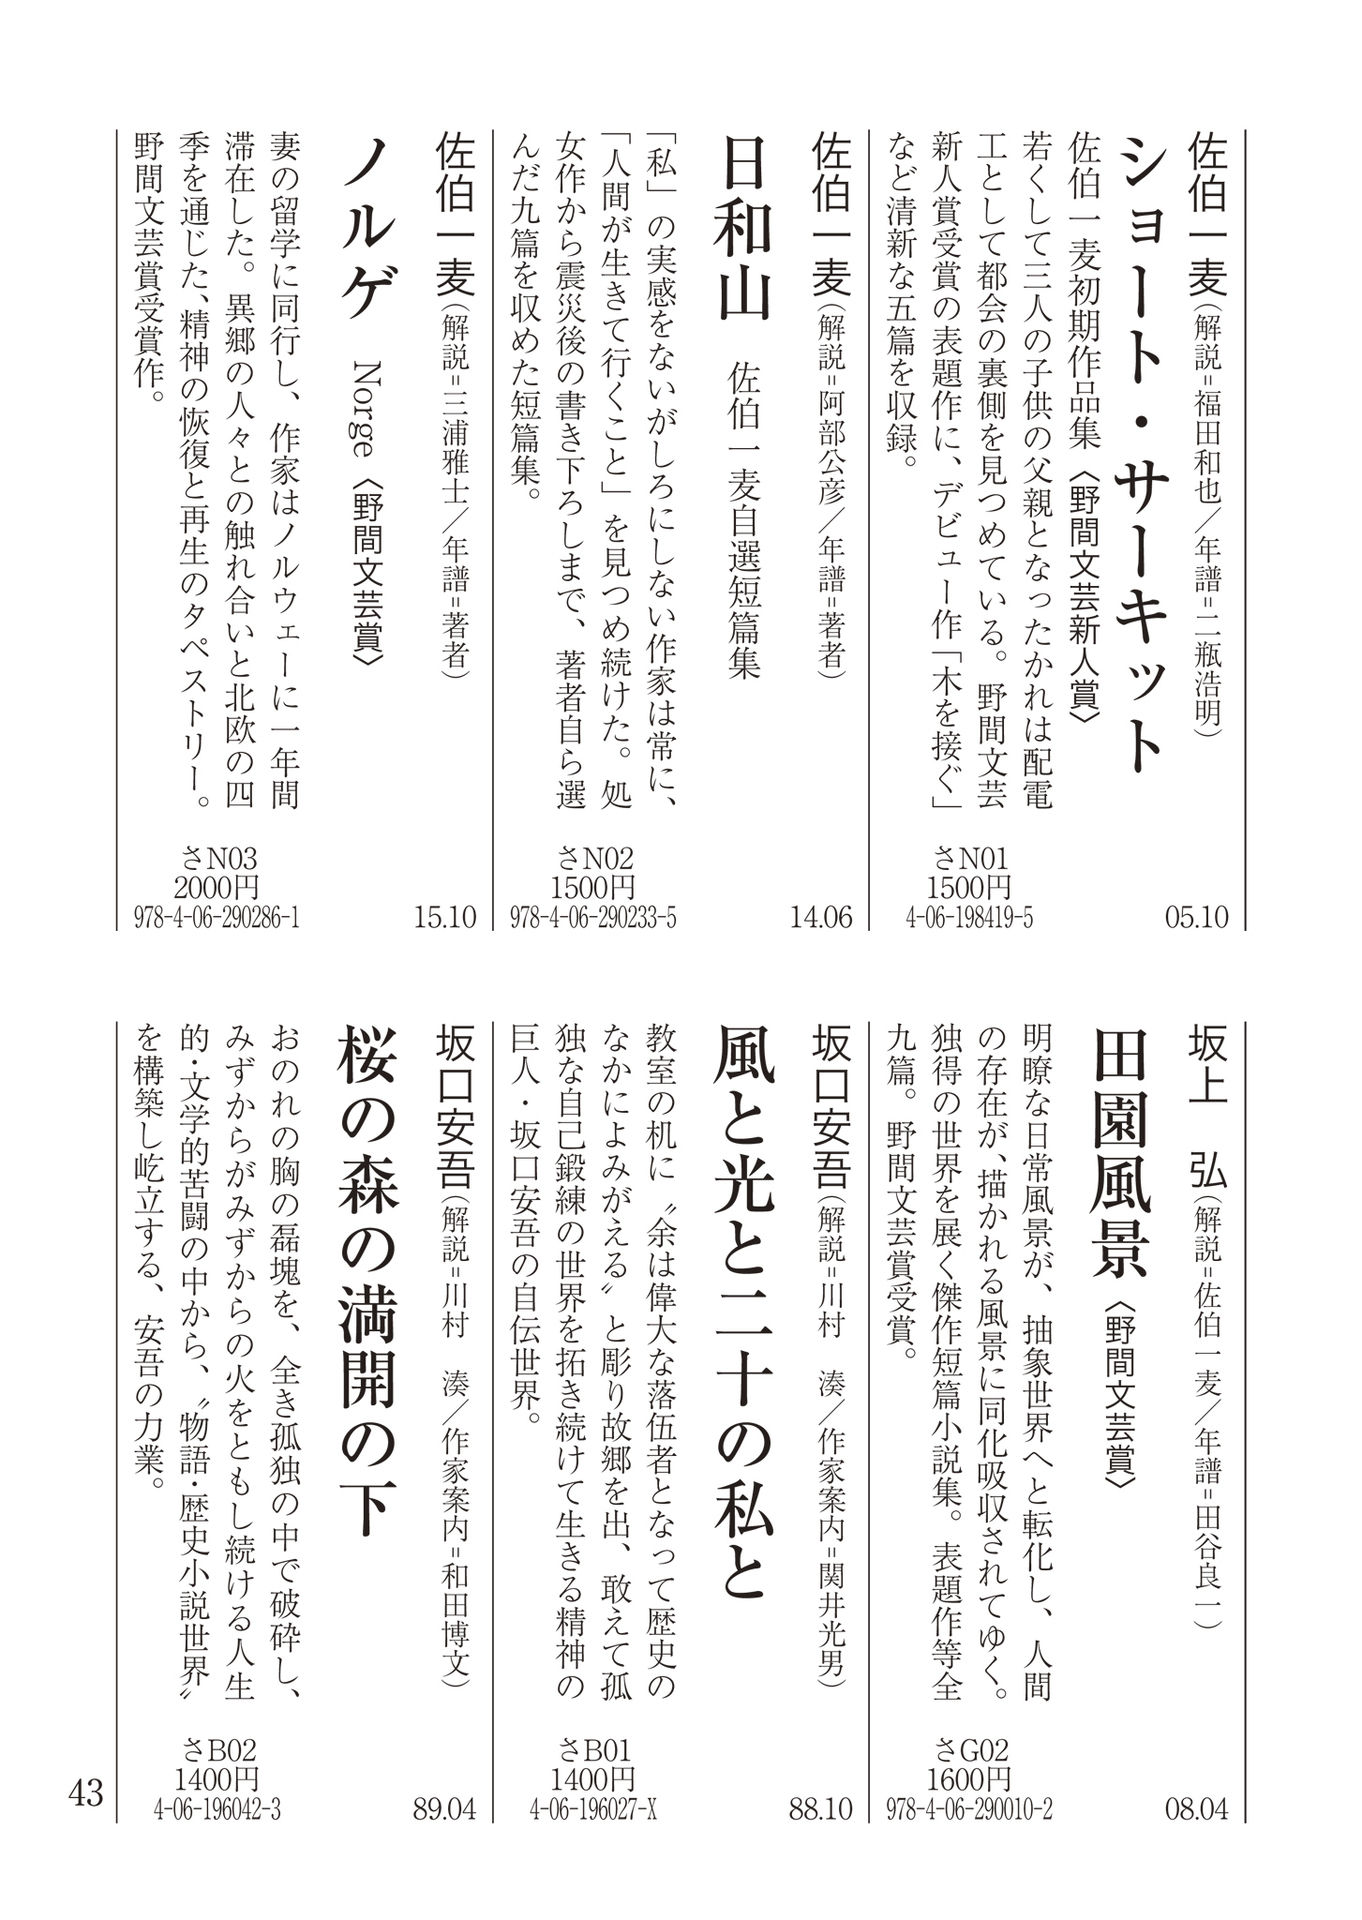 佐伯一麦(解説=福田和也/年譜=二瓶浩明)
ショート・サーキット
佐伯一麦初期作品集〈野間文芸新人賞〉
若くして三人の子供の父親となったかれは配電
工として都会の裏側を見つめている。野間文芸
新人賞受賞の表題作に、デビュー作「木を接ぐ」
など清新な五篇を収録。
さN01
1500円
4-06-198419-5
05.10
佐伯一麦(解説=阿部公彦/年譜=著者)
日和山 佐伯一麦自選短篇集
「私」の実感をないがしろにしない作家は常に、
「人間が生きて行くこと」を見つめ続けた。処
女作から震災後の書き下ろしまで、著者自ら選
んだ九篇を収めた短篇集。
さN02
1500円
978-4-06-290233-5
14.06
佐伯一麦(解説=三浦雅士/年譜=著者)
ノルゲ Norge〈野間文芸賞〉
妻の留学に同行し、作家はノルウェーに一年間
滞在した。異郷の人々との触れ合いと北欧の四
季を通じた、精神の恢復と再生のタペストリー。
野間文芸賞受賞作。
さN03
2000円
978-4-06-290286-1
15.10
坂上 弘(解説=佐伯一麦/年譜=田谷良一)
田園風景〈野間文芸賞〉
明瞭な日常風景が、抽象世界へと転化し、人間
の存在が、描かれる風景に同化吸収されてゆく。
独得の世界を展く傑作短篇小説集。表題作等全
九篇。野間文芸賞受賞。
さG02
1600円
978-4-06-290010-2
08.04
坂口安吾(解説=川村 湊/作家案内=関井光男)
風と光と二十の私と
教室の机に〝余は偉大な落伍者となって歴史の
なかによみがえる〟と彫り故郷を出、敢えて孤
独な自己鍛練の世界を拓き続けて生きる精神の
巨人・坂口安吾の自伝世界。
さB01
1400円
4-06-196027-X
88.10
坂口安吾(解説=川村 湊/作家案内=和田博文)
桜の森の満開の下
おのれの胸の磊塊を、全き孤独の中で破砕し、
みずからがみずからの火をともし続ける人生
的・文学的苦闘の中から、〝物語・歴史小説世界〟
を構築し屹立する、安吾の力業。
さB02
1400円
4-06-196042-3
89.04
43